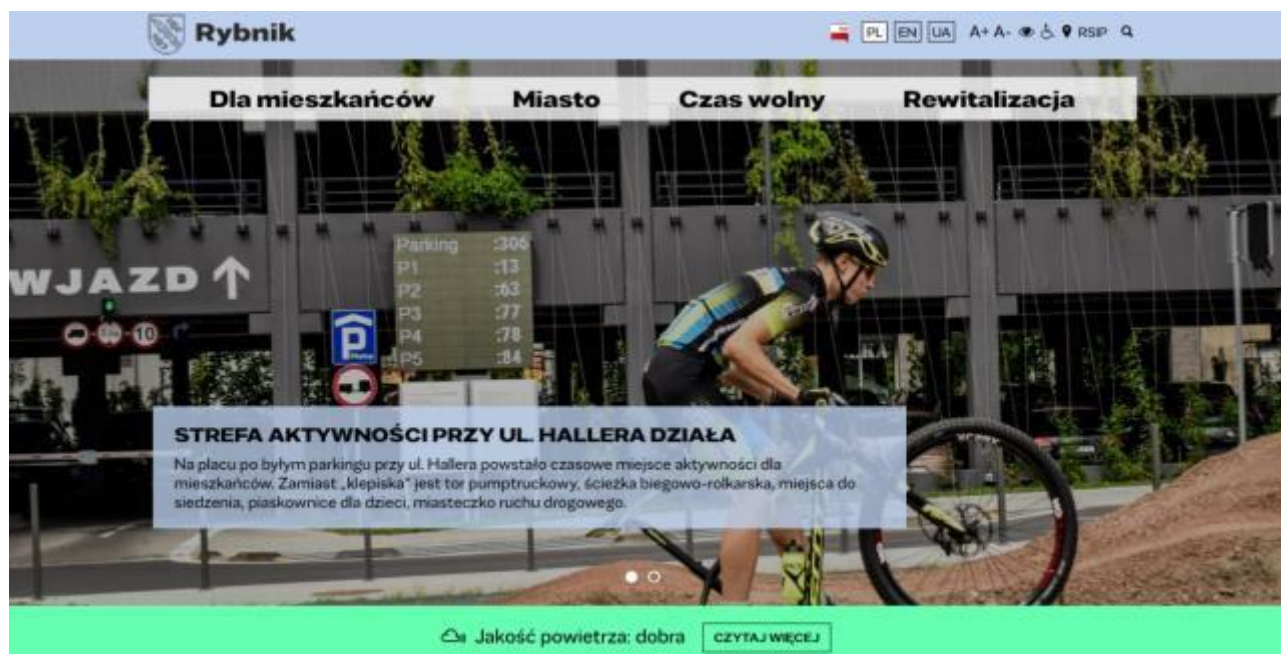 Rybnik
PL EN UA A+ A- RSIP
Dla mieszkańców Miasto Czas wolny Rewitalizacja
WJAZD
Parking :306
P1 :13
P2 :63
P3 :77
P4 :78
P5 :84
10
P
STREFA AKTYWNOŚCI PRZY UL. HALLERA DZIAŁA
Na placu po byłym parkingu przy ul. Hallera powstało czasowe miejsce aktywności dla
mieszkańców. Zamiast „klepiska" jest tor pumptruckowy, ścieżka biegowo-rolkarska, miejsca do
siedzenia, piaskownice dla dzieci, miasteczko ruchu drogowego.
Jakość powietrza: dobra CZYTAJ WIĘCEJ